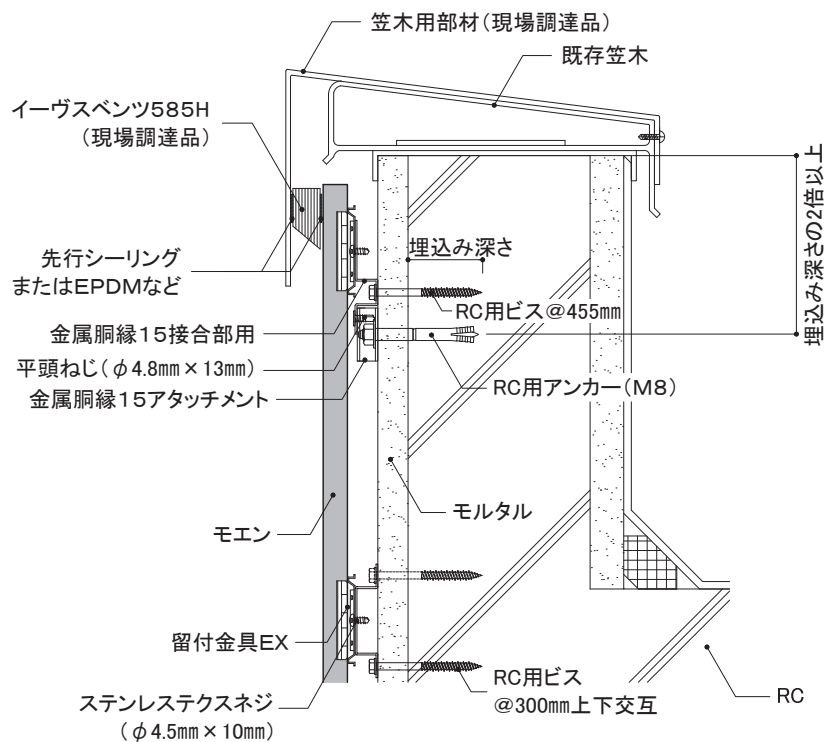 笠木用部材(現場調達品)
既存笠木
イーヴスベンツ585H
(現場調達品)
埋込み深さの2倍以上
埋込み深さ
先行シーリング
またはEPDMなど
RC用ビス@455mm
金属胴縁15接合部用
平頭ねじ(φ4.8mm×13mm)
RC用アンカー(M8)
金属胴縁15アタッチメント
モルタル
モエン
留付金具EX
RC用ビス
@300mm上下交互
RC
ステンレステクスネジ
(φ4.5mm×10mm)